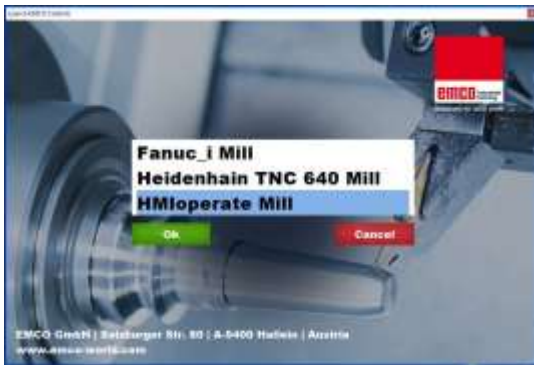 emco
Fanuc_i Mill
Heidenhain TNC 640 Mill
HMIoperate Mill
Ok
Cancel
EMCO GmbH | Salzburger Str. 80 | A-5400 Hallein | Austria
www.emco-world.com